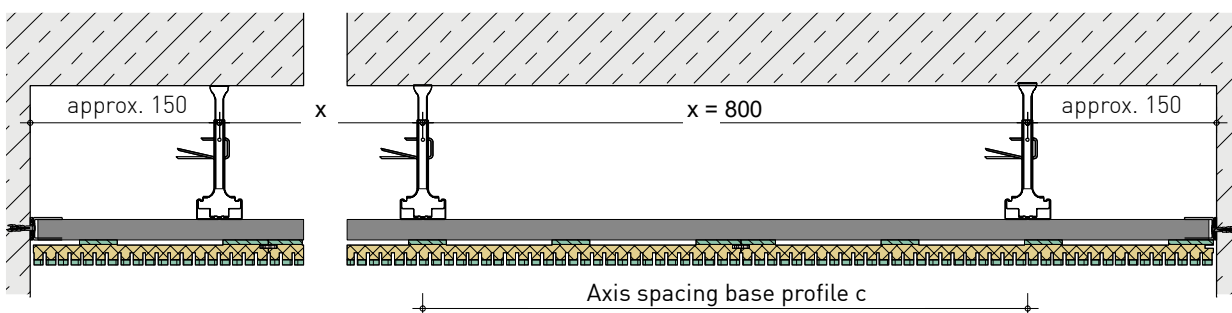 approx. 150
x
x = 800
approx. 150
Axis spacing base profile c